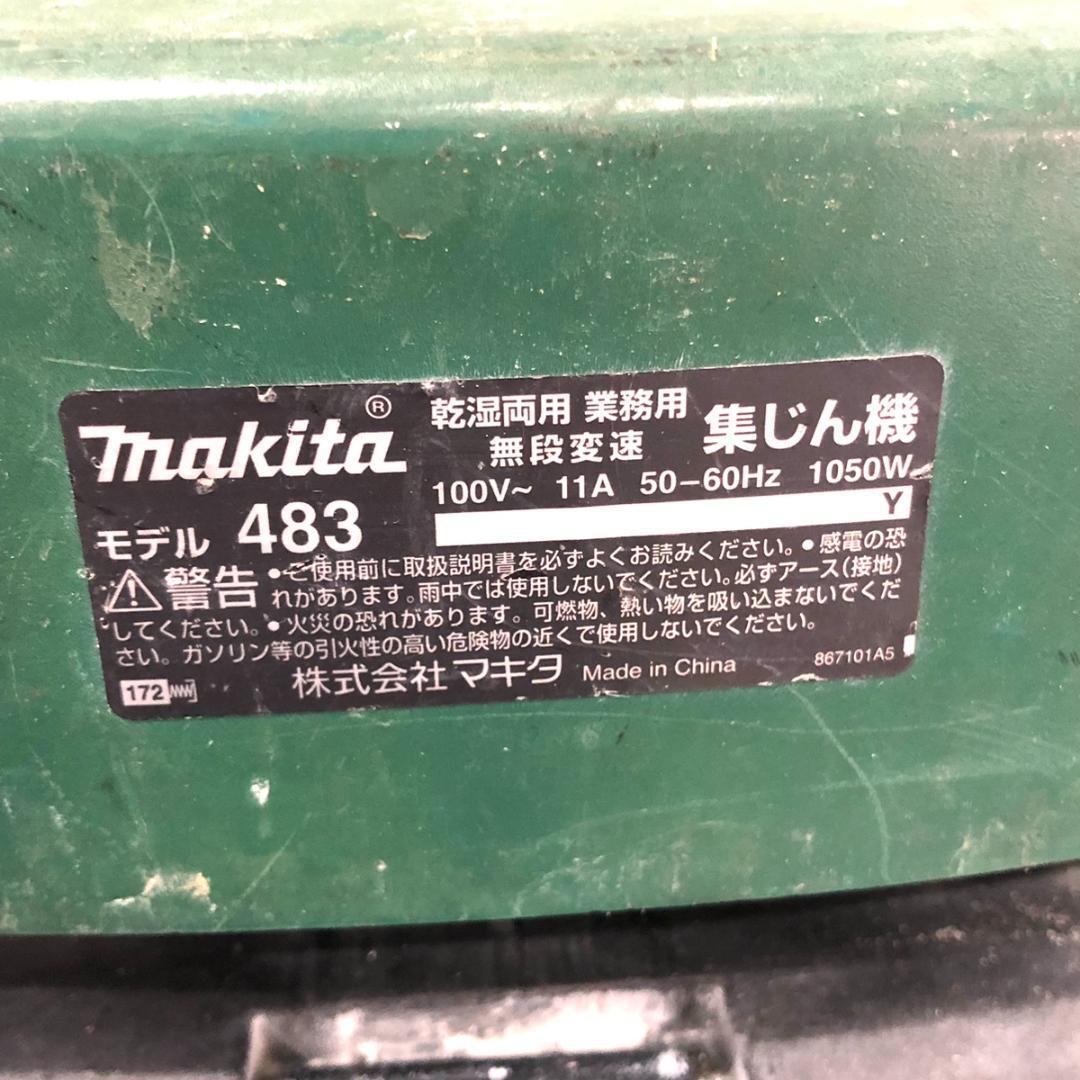 makita®
乾湿両用 業務用
無段変速
集じん機
100V~ 11A 50-60Hz 1050W
Y
モデル 483
警告
●ご使用前に取扱説明書を必ずよくお読みください。●感電の恐
れがあります。雨中では使用しないでください。必ずアース(接地)
してください。●火災の恐れがあります。可燃物、熱い物を吸い込まないでくだ
さい。ガソリン等の引火性の高い危険物の近くで使用しないでください。
172
株式会社マキタ Made in China
867101A5